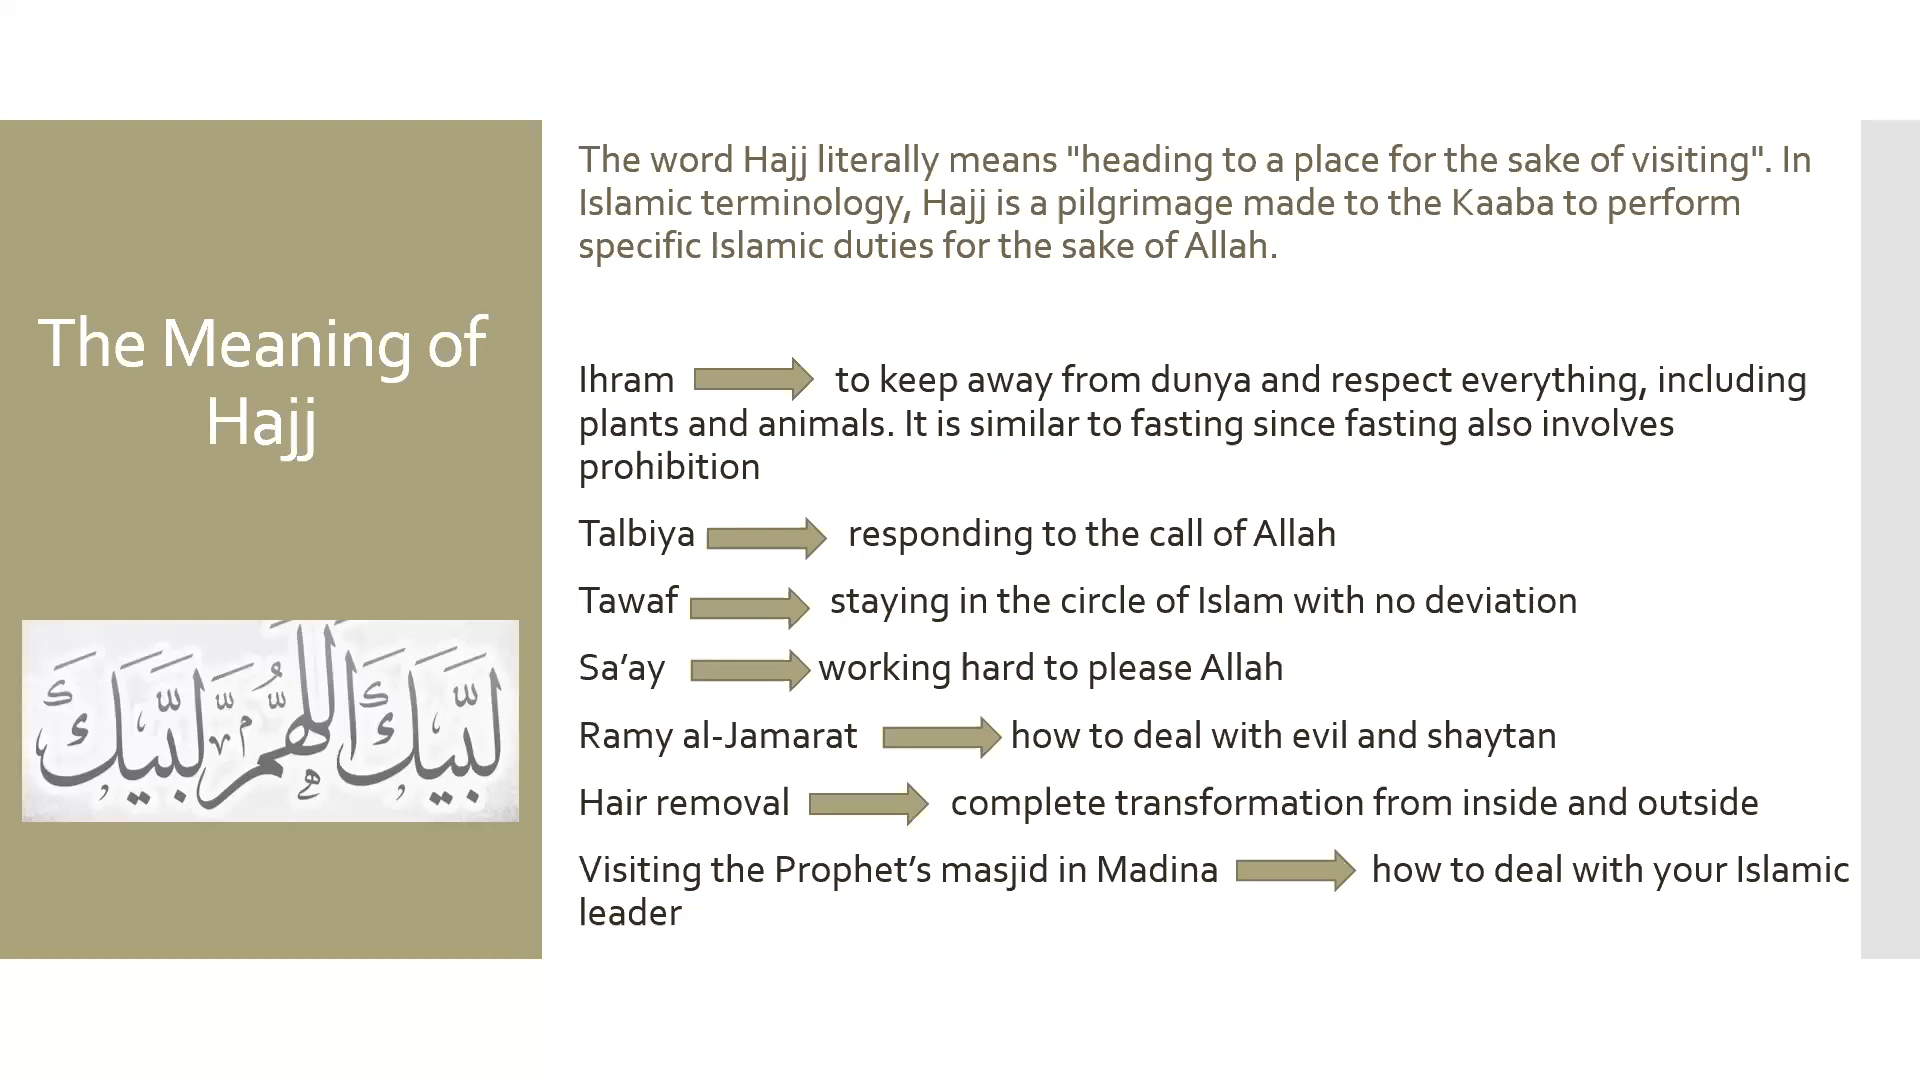 The Meaning of
Hajj
لَبَّيْكَ اللَّهُمَّ لَبَّيْكَ
The word Hajj literally means "heading to a place for the sake of visiting". In
Islamic terminology, Hajj is a pilgrimage made to the Kaaba to perform
specific Islamic duties for the sake of Allah.
Ihram to keep away from dunya and respect everything, including
plants and animals. It is similar to fasting since fasting also involves
prohibition
Talbiya responding to the call of Allah
Tawaf staying in the circle of Islam with no deviation
Sa’ay working hard to please Allah
Ramy al-Jamarat how to deal with evil and shaytan
Hair removal complete transformation from inside and outside
Visiting the Prophet’s masjid in Madina how to deal with your Islamic
leader